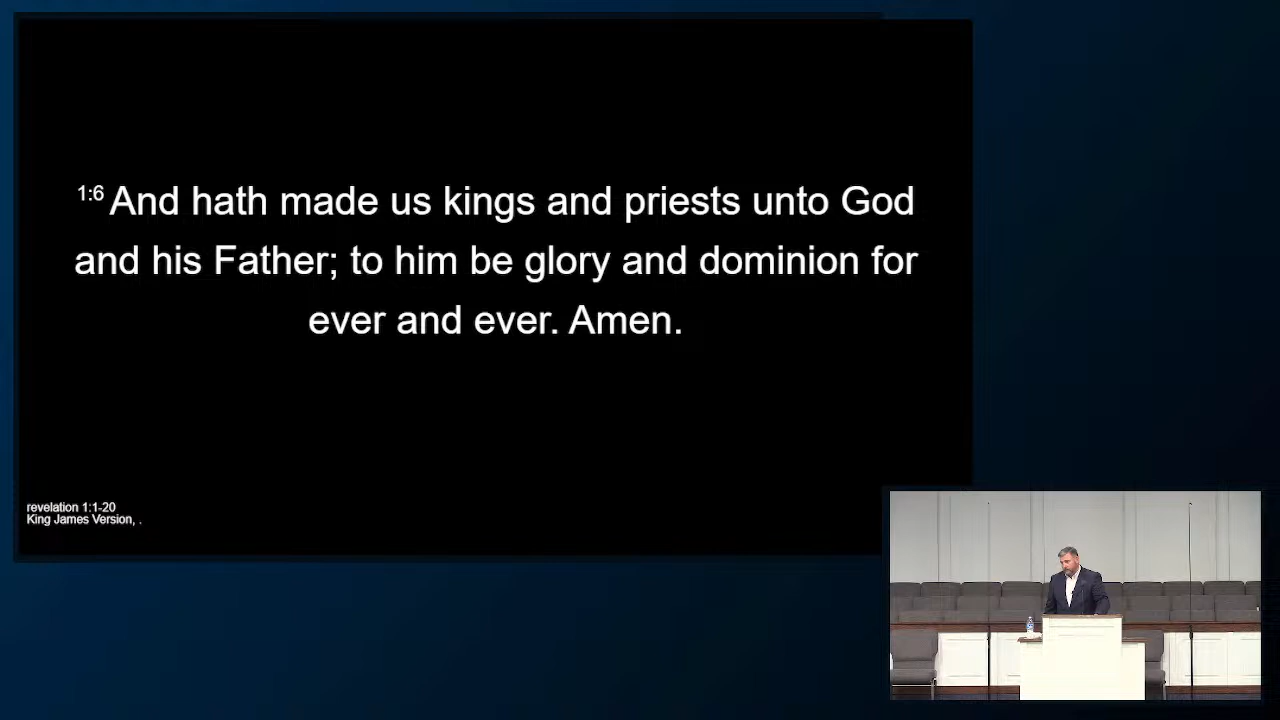 1:6 And hath made us kings and priests unto God
and his Father; to him be glory and dominion for
ever and ever. Amen.
revelation 1:1-20
King James Version, .